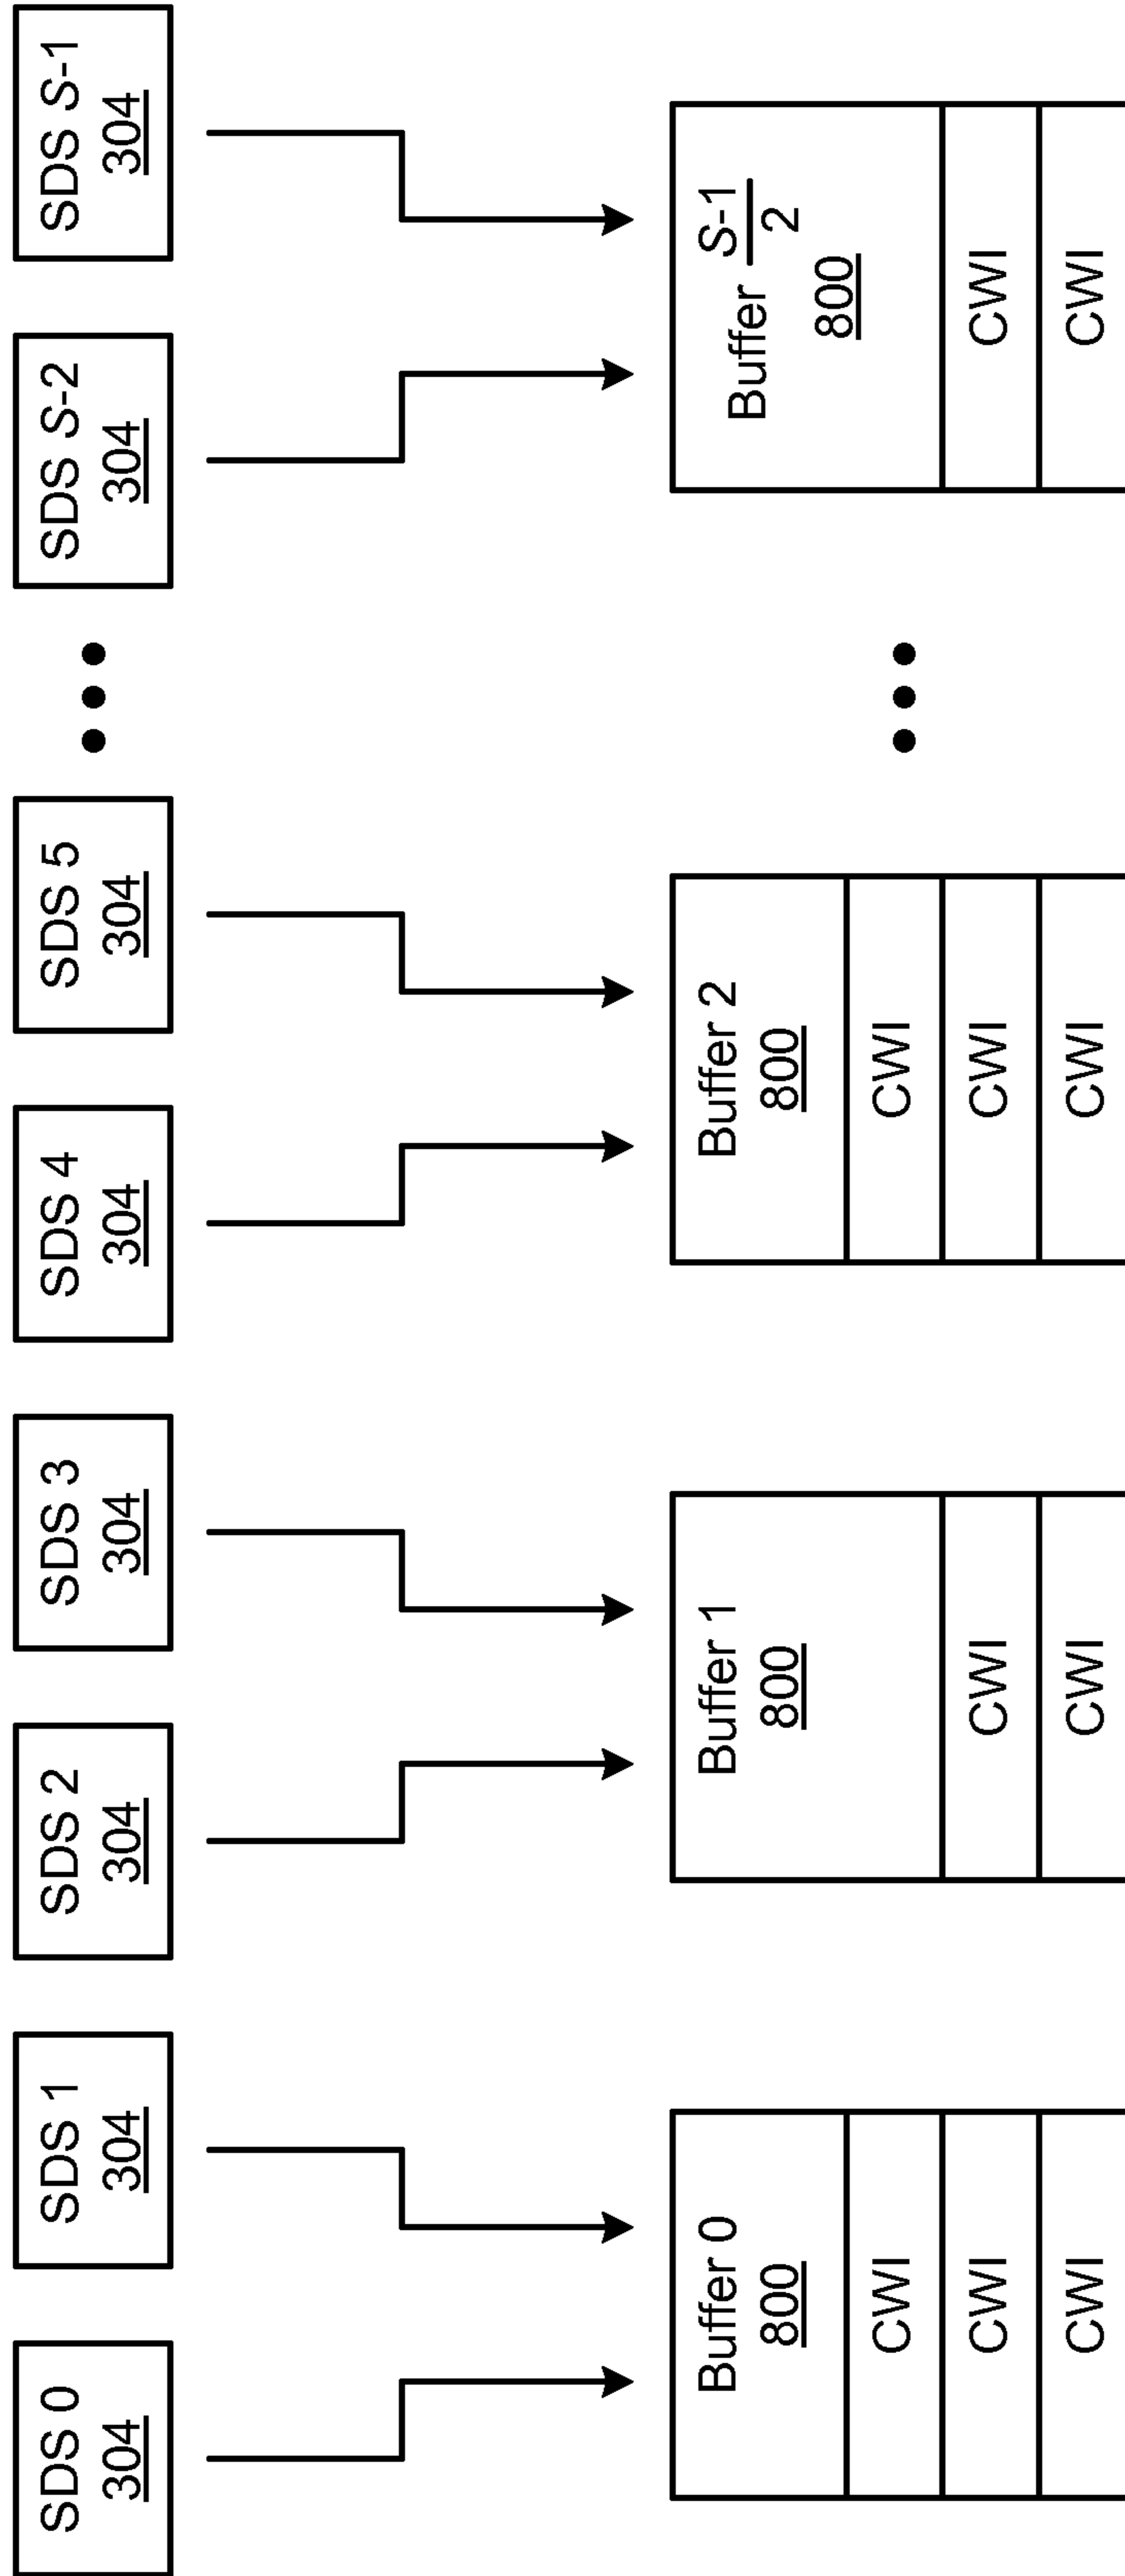 SDS 0
304
SDS 1
304
SDS 2
304
SDS 3
304
SDS 4
304
SDS 5
304
• • •
SDS S-2
304
SDS S-1
304
Buffer 0
800
CWI
CWI
CWI
Buffer 1
800
CWI
CWI
Buffer 2
800
CWI
CWI
CWI
• • •
Buffer S-1
2
800
CWI
CWI